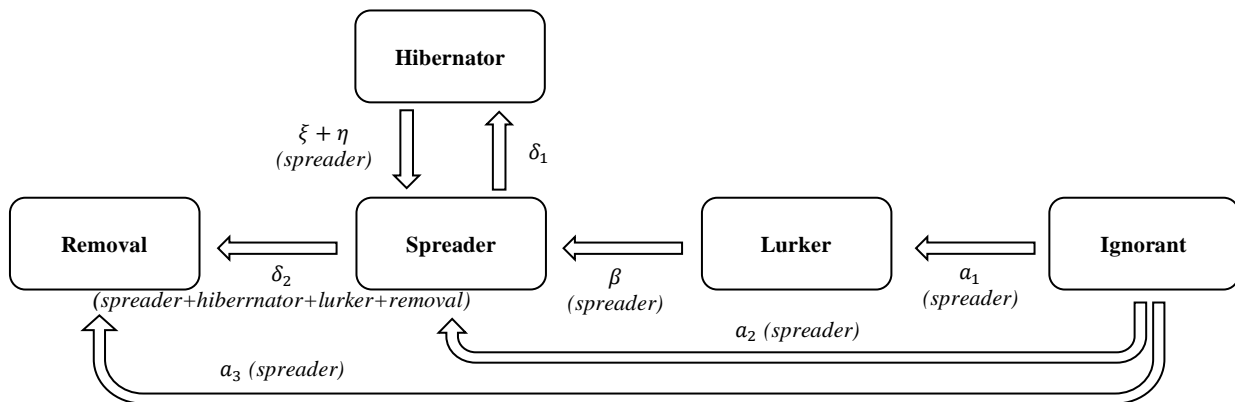 Hibernator
ξ + η
(spreader)
δ₁
Removal
Spreader
Lurker
Ignorant
δ₂
(spreader+hiberrnator+lurker+removal)
β
(spreader)
a₁
(spreader)
a₂ (spreader)
a₃ (spreader)